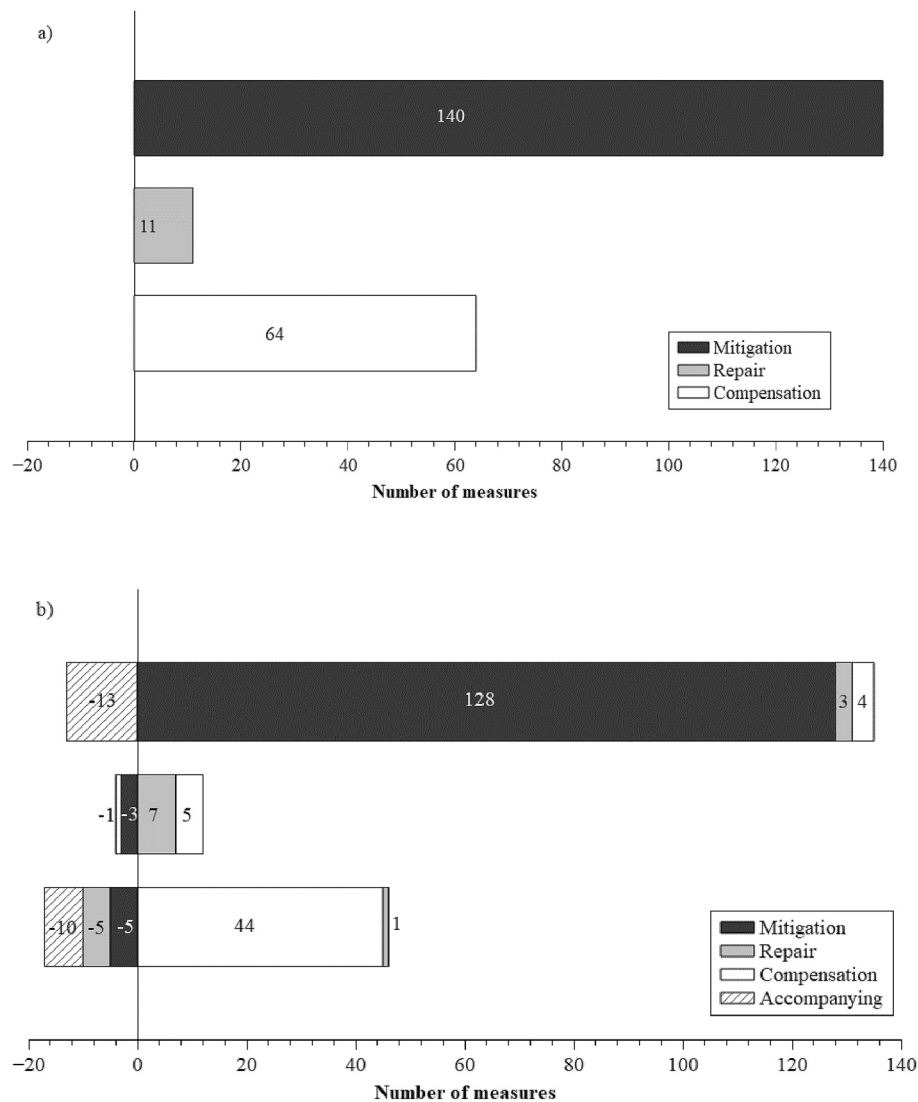 a)
140
11
64
Mitigation
Repair
Compensation
−20 0 20 40 60 80 100 120 140
Number of measures
b)
-13 128 3 4
-1 -3 7 5
-10 -5 -5 44 1
Mitigation
Repair
Compensation
Accompanying
−20 0 20 40 60 80 100 120 140
Number of measures